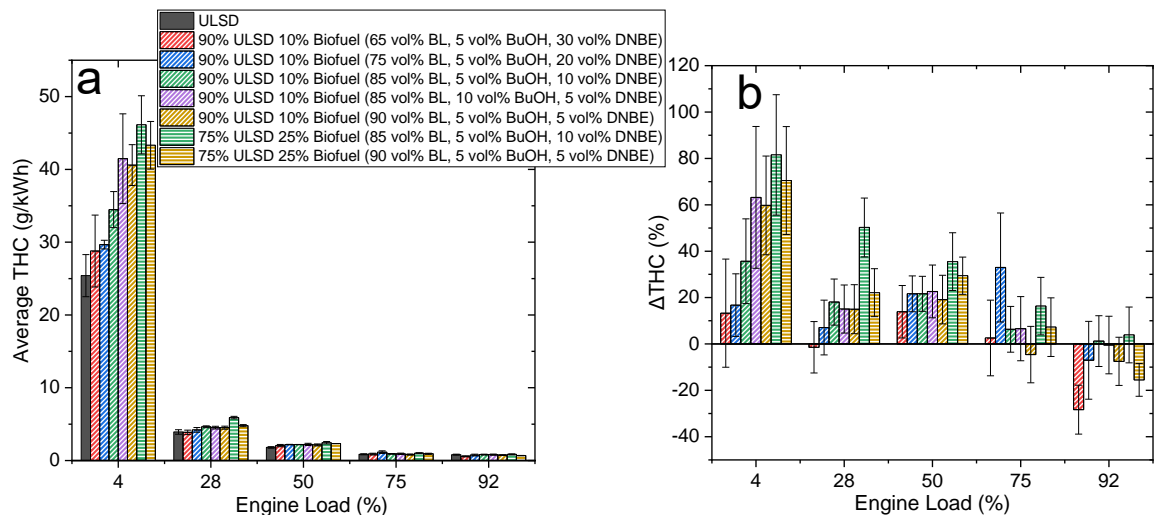 ULSD
90% ULSD 10% Biofuel (65 vol% BL, 5 vol% BuOH, 30 vol% DNBE)
90% ULSD 10% Biofuel (75 vol% BL, 5 vol% BuOH, 20 vol% DNBE)
90% ULSD 10% Biofuel (85 vol% BL, 5 vol% BuOH, 10 vol% DNBE)
90% ULSD 10% Biofuel (85 vol% BL, 10 vol% BuOH, 5 vol% DNBE)
90% ULSD 10% Biofuel (90 vol% BL, 5 vol% BuOH, 5 vol% DNBE)
75% ULSD 25% Biofuel (85 vol% BL, 5 vol% BuOH, 10 vol% DNBE)
75% ULSD 25% Biofuel (90 vol% BL, 5 vol% BuOH, 5 vol% DNBE)
a
Average THC (g/kWh)
50
40
30
20
10
0
4 28 50 75 92
Engine Load (%)
b
ΔTHC (%)
120
100
80
60
40
20
0
-20
-40
4 28 50 75 92
Engine Load (%)